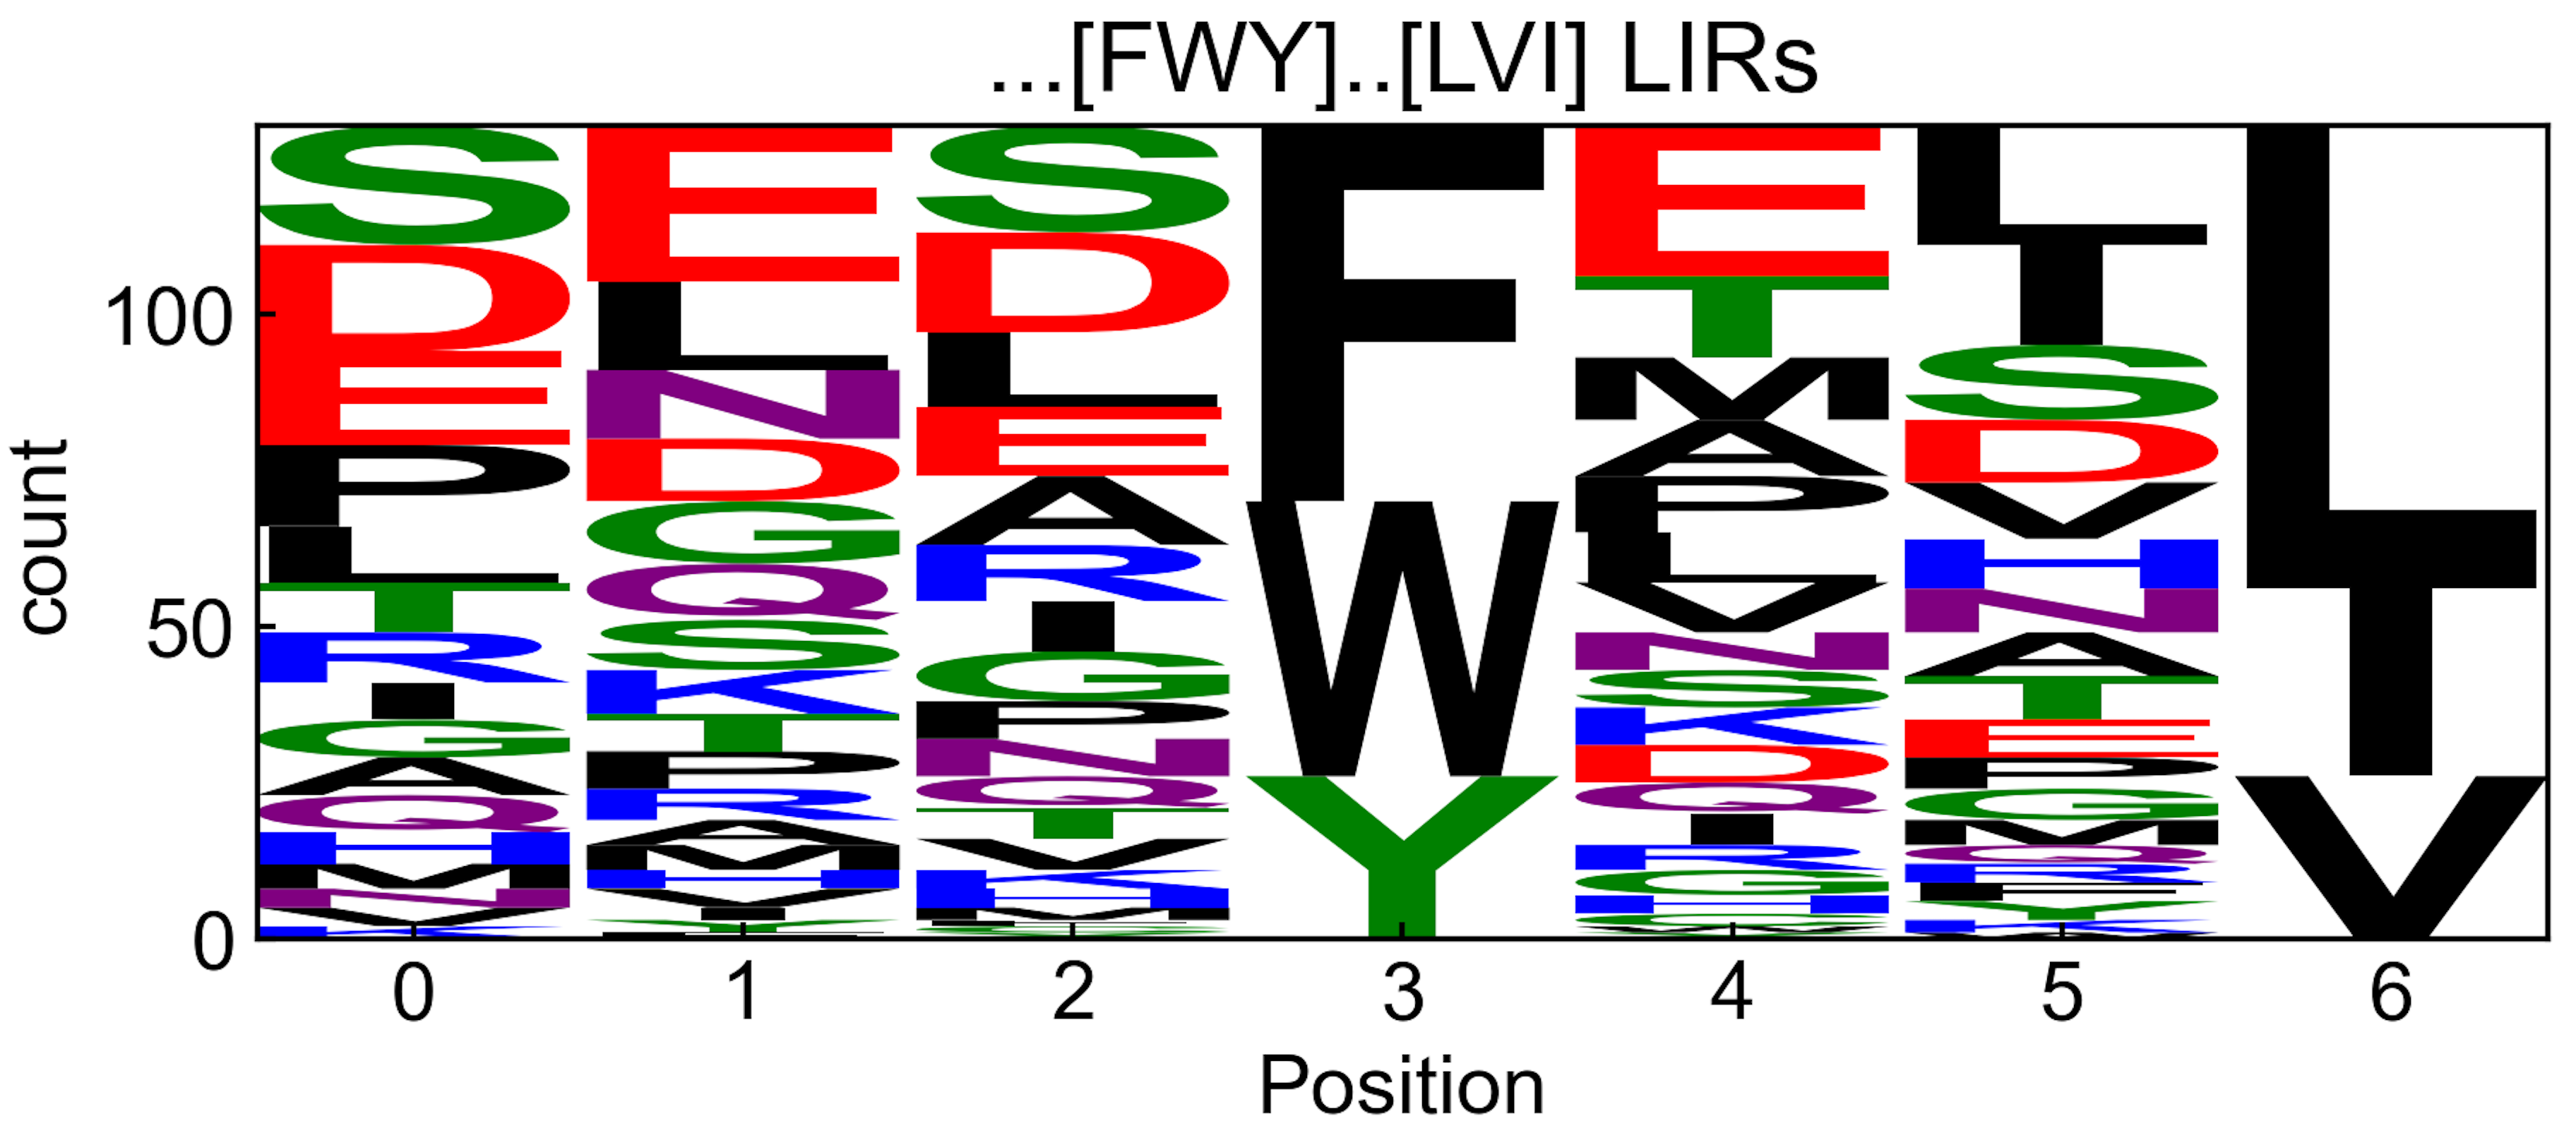 ...[FWY]..[LVI] LIRs
count
100
50
0
S D E P L T R I G A Q H M N V K
E L N D G Q S K T P R A M H V I Y
S D L E A R I G P N Q T V K H M
F W Y
E T M A P L V N S K D Q I R G H
L I S D V H N A T E P G M Q R F Y K
L I V
0 1 2 3 4 5 6
Position